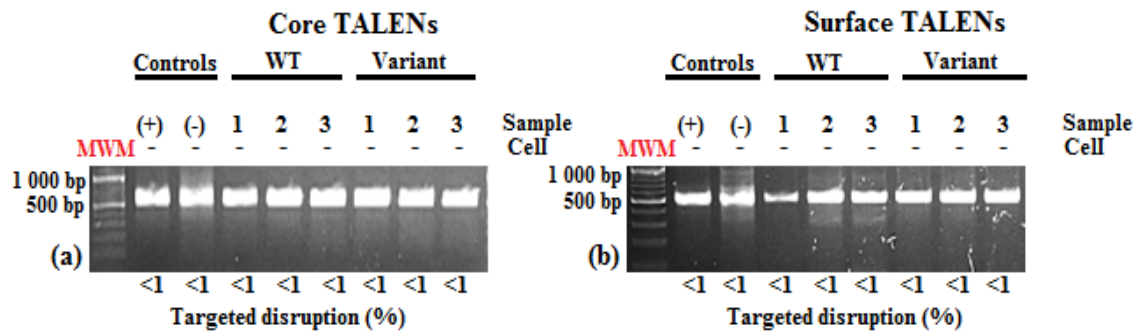 Core TALENs
Controls WT Variant
(+) (-) 1 2 3 1 2 3 Sample
MWM - - - - - - - - Cell
1 000 bp
500 bp
(a)
<1 <1 <1 <1 <1 <1 <1 <1
Targeted disruption (%)
Surface TALENs
Controls WT Variant
(+) (-) 1 2 3 1 2 3 Sample
MWM - - - - - - - - Cell
1 000 bp
500 bp
(b)
<1 <1 <1 <1 <1 <1 <1 <1
Targeted disruption (%)